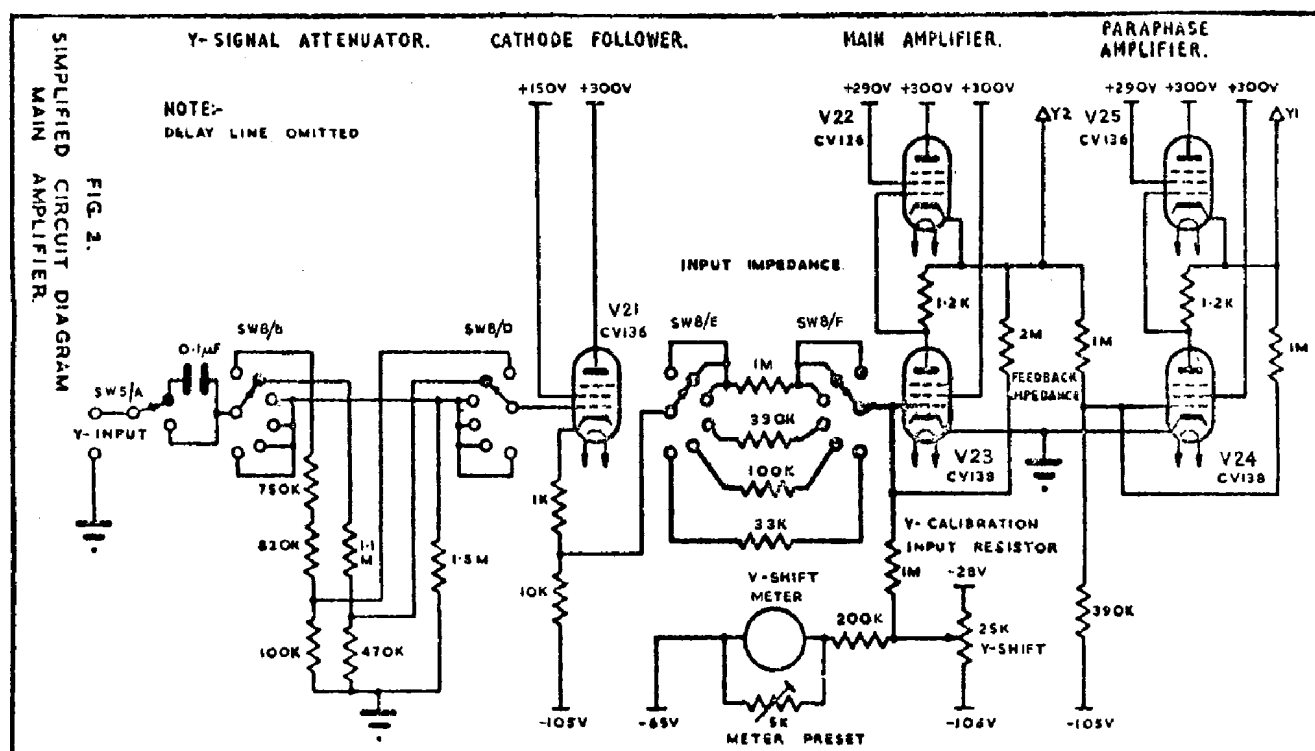 FIG. 2.
SIMPLIFIED CIRCUIT DIAGRAM
MAIN AMPLIFIER.
Y-SIGNAL ATTENUATOR.
CATHODE FOLLOWER.
MAIN AMPLIFIER.
PARAPHASE
AMPLIFIER.
NOTE:-
DELAY LINE OMITTED
+150V
+300V
+290V
+300V
+300V
+290V
+300V
+300V
V22
CV136
Y2
V25
CV136
Y1
INPUT IMPEDANCE
V21
CV136
SW8/B
SW8/D
SW8/E
SW8/F
0.1µF
SW5/A
Y-INPUT
1.2K
1.2K
1M
390K
100K
33K
2M
1M
1M
FEEDBACK
IMPEDANCE
V23
CV138
V24
CV138
750K
820K
1.1
M
1.5M
100K
470K
1K
10K
Y-CALIBRATION
INPUT RESISTOR
1M
Y-SHIFT
METER
200K
-28V
25K
Y-SHIFT
390K
5K
METER PRESET
-105V
-65V
-105V
-105V